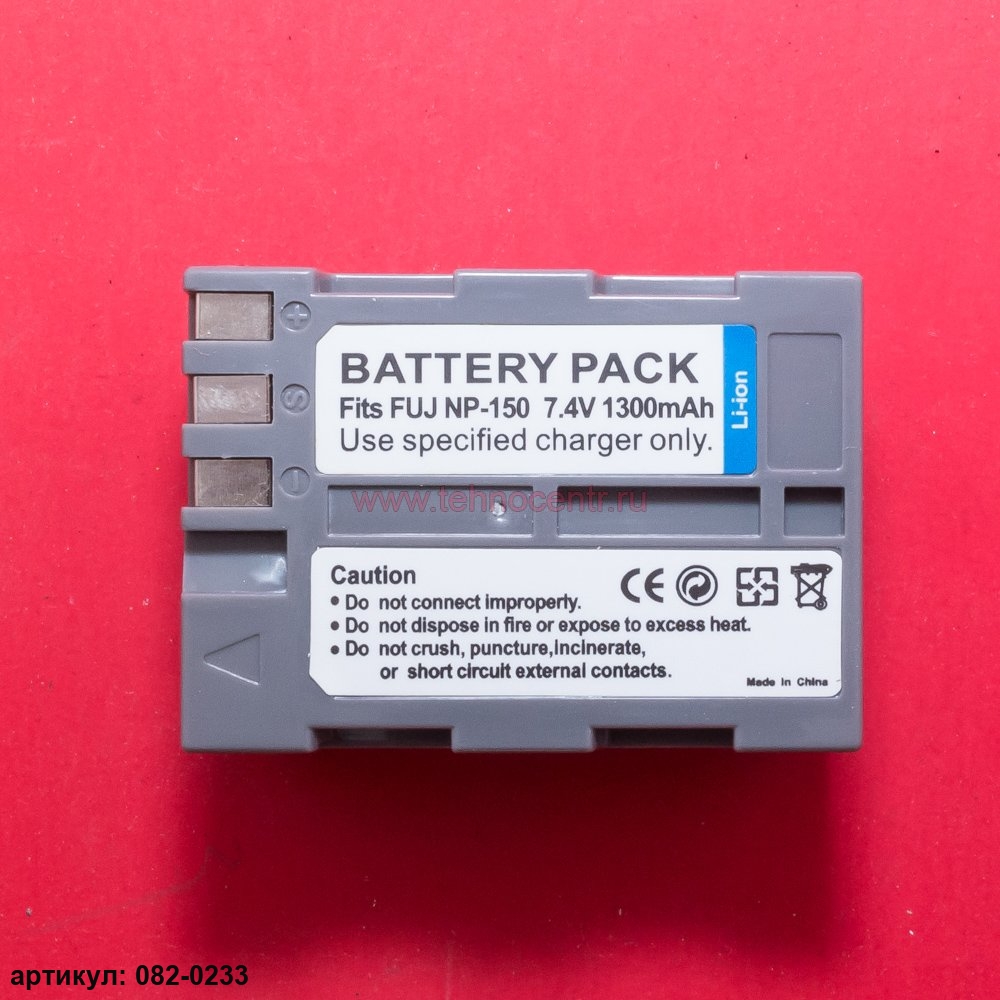 BATTERY PACK
Fits FUJ NP-150 7.4V 1300mAh
Use specified charger only.
Li-ion
+
S
-
www.tehnocentr.ru
Caution
CE
• Do not connect improperly.
• Do not dispose in fire or expose to excess heat.
• Do not crush, puncture,incinerate,
or short circuit external contacts.
Made In China
артикул: 082-0233